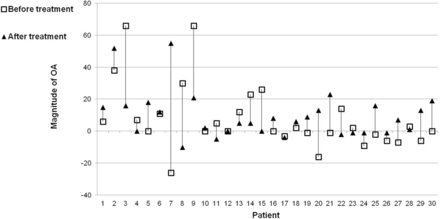 Before treatment
After treatment
Magnitude of OA
80
60
40
20
0
-20
-40
1 2 3 4 5 6 7 8 9 10 11 12 13 14 15 16 17 18 19 20 21 22 23 24 25 26 27 28 29 30
Patient